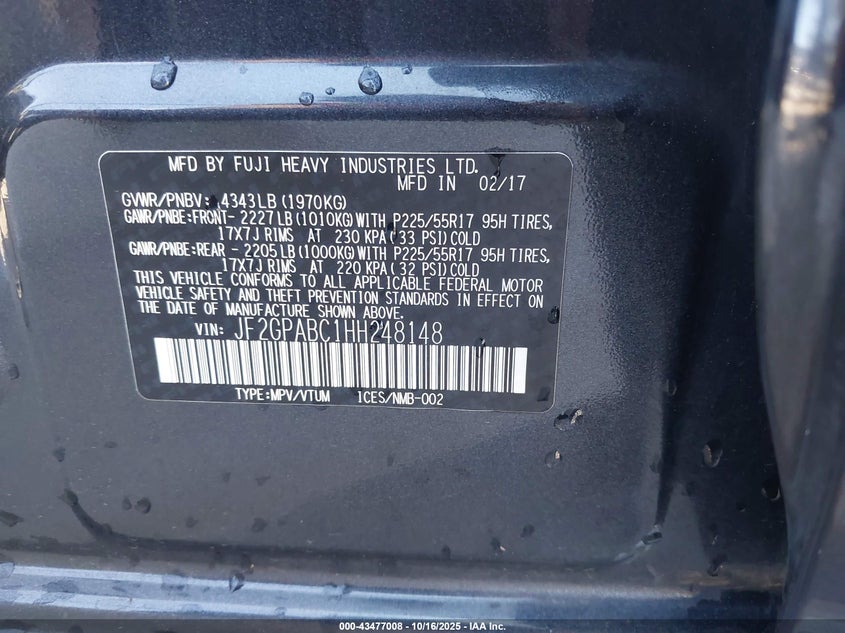 MFD BY FUJI HEAVY INDUSTRIES LTD.
MFD IN 02/17
GVWR/PNBV: 4343LB (1970KG)
GAWR/PNBE:FRONT- 2227LB(1010KG)WITH P225/55R17 95H TIRES,
17X7J RIMS AT 230 KPA(33 PSI)COLD
GAWR/PNBE:REAR - 2205LB(1000KG)WITH P225/55R17 95H TIRES,
17X7J RIMS AT 220 KPA(32 PSI)COLD
THIS VEHICLE CONFORMS TO ALL APPLICABLE FEDERAL MOTOR
VEHICLE SAFETY AND THEFT PREVENTION STANDARDS IN EFFECT ON
THE DATE OF MANUFACTURE SHOWN ABOVE.
VIN: JF2GPABC1HH248148
TYPE:MPV/VTUM ICES/NMB-002
000-43477008 - 10/16/2025 - IAA Inc.